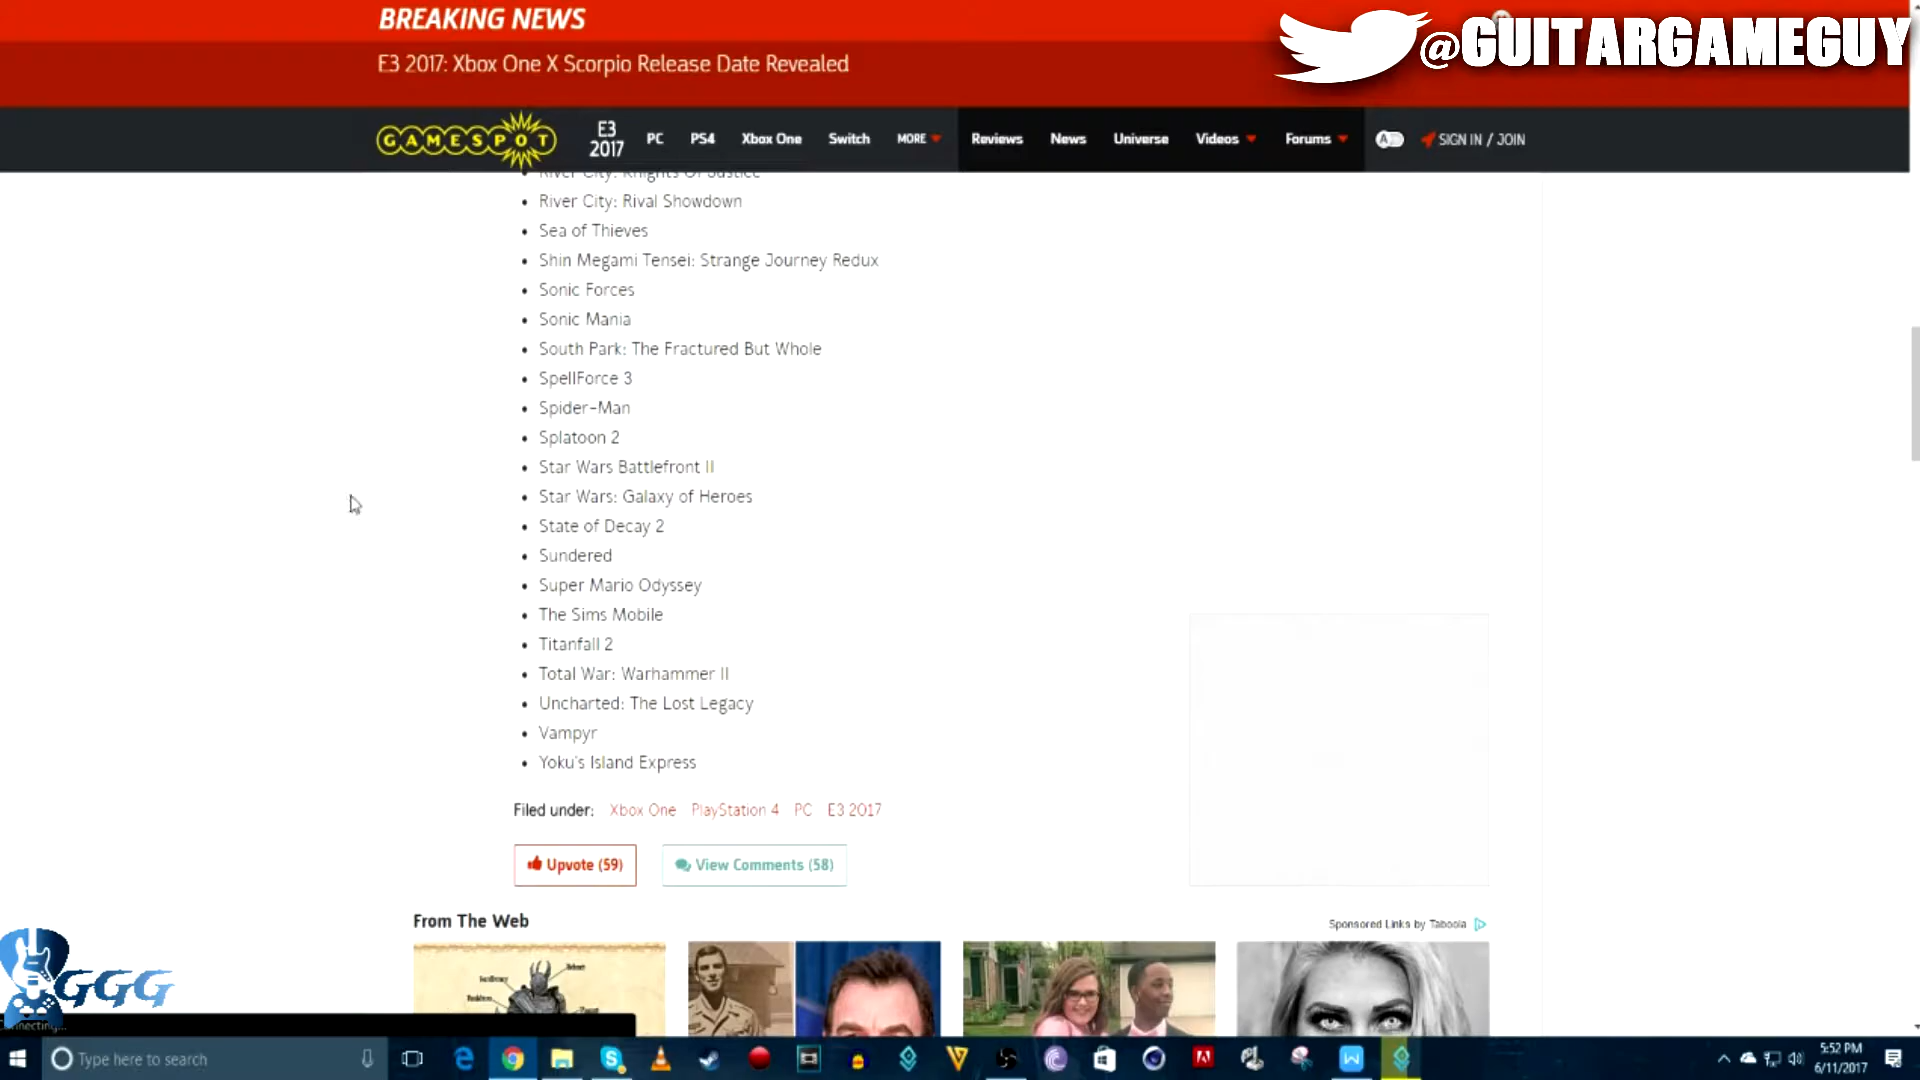 BREAKING NEWS
@GUITARGAMEGUY
E3 2017: Xbox One X Scorpio Release Date Revealed
GAMESPOT
E3 2017
PC
PS4
Xbox One
Switch
MORE
Reviews
News
Universe
Videos
Forums
SIGN IN / JOIN
River City: Knights Of Justice
• River City: Rival Showdown
• Sea of Thieves
• Shin Megami Tensei: Strange Journey Redux
• Sonic Forces
• Sonic Mania
• South Park: The Fractured But Whole
• SpellForce 3
• Spider-Man
• Splatoon 2
• Star Wars Battlefront II
• Star Wars: Galaxy of Heroes
• State of Decay 2
• Sundered
• Super Mario Odyssey
• The Sims Mobile
• Titanfall 2
• Total War: Warhammer II
• Uncharted: The Lost Legacy
• Vampyr
• Yoku's Island Express
Filed under: Xbox One PlayStation 4 PC E3 2017
Upvote (59)
View Comments (58)
From The Web
Sponsored Links by Taboola
GGG
Type here to search
5:52 PM
6/11/2017